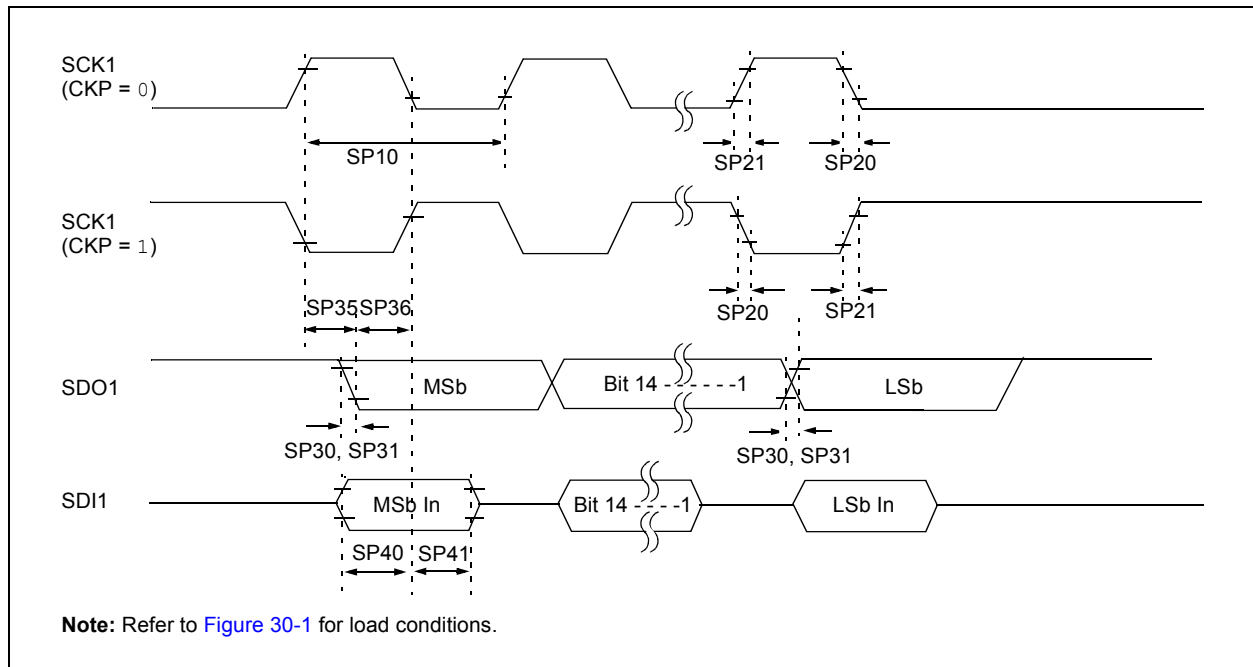 SCK1
(CKP = 0)
SP10
SP21
SP20
SCK1
(CKP = 1)
SP35 SP36
SP20
SP21
SDO1
MSb
Bit 14 - - - - - -1
LSb
SP30, SP31
SP30, SP31
SDI1
MSb In
Bit 14 - - - - -1
LSb In
SP40
SP41
Note: Refer to Figure 30-1 for load conditions.